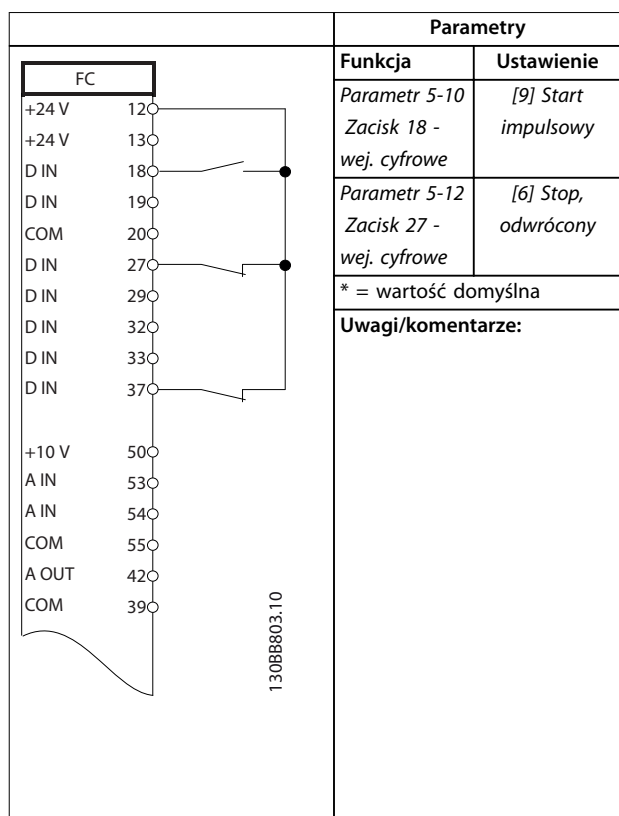 FC
+24 V 12
+24 V 13
D IN 18
D IN 19
COM 20
D IN 27
D IN 29
D IN 32
D IN 33
D IN 37
+10 V 50
A IN 53
A IN 54
COM 55
A OUT 42
COM 39
130BB803.10
Parametry
Funkcja Ustawienie
Parametr 5-10 [9] Start
Zacisk 18 - impulsowy
wej. cyfrowe
Parametr 5-12 [6] Stop,
Zacisk 27 - odwrócony
wej. cyfrowe
* = wartość domyślna
Uwagi/komentarze: